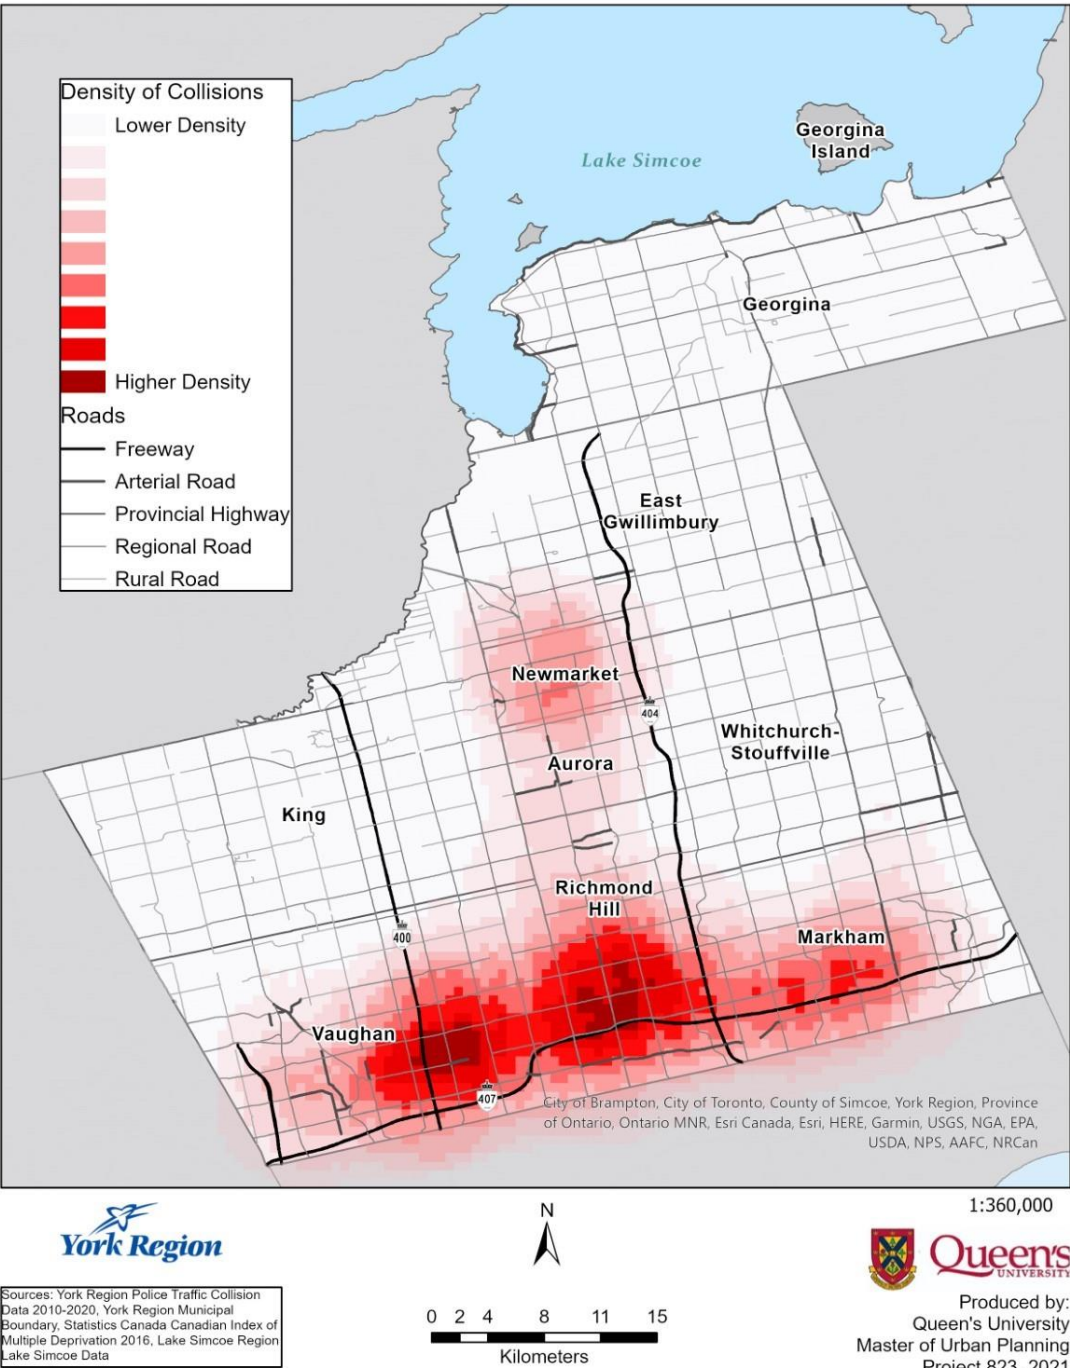 Density of Collisions
Lower Density
Higher Density
Roads
Freeway
Arterial Road
Provincial Highway
Regional Road
Rural Road
Georgina
Island
Lake Simcoe
Georgina
East
Gwillimbury
Newmarket
404
Whitchurch-
Stouffville
Aurora
King
Richmond
Hill
400
Markham
Vaughan
407
City of Brampton, City of Toronto, County of Simcoe, York Region, Province
of Ontario, Ontario MNR, Esri Canada, Esri, HERE, Garmin, USGS, NGA, EPA,
USDA, NPS, AAFC, NRCan
York Region
N
1:360,000
Queen's
UNIVERSITY
Sources: York Region Police Traffic Collision
Data 2010-2020, York Region Municipal
Boundary, Statistics Canada Canadian Index of
Multiple Deprivation 2016, Lake Simcoe Region
Lake Simcoe Data
0 2 4 8 11 15
Kilometers
Produced by:
Queen's University
Master of Urban Planning
Project 823, 2021